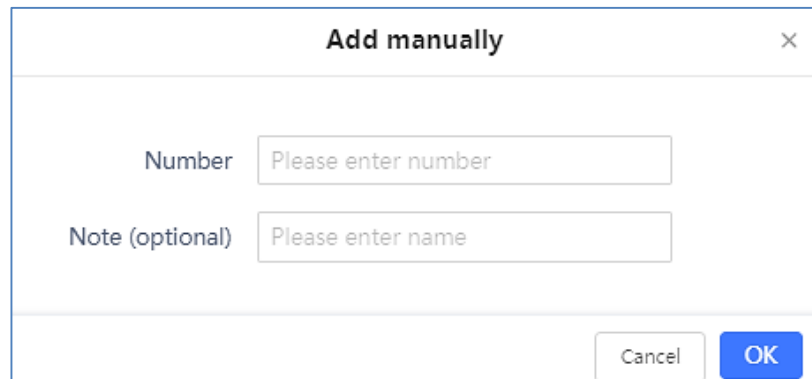 Add manually ×
Number Please enter number
Note (optional) Please enter name
Cancel OK